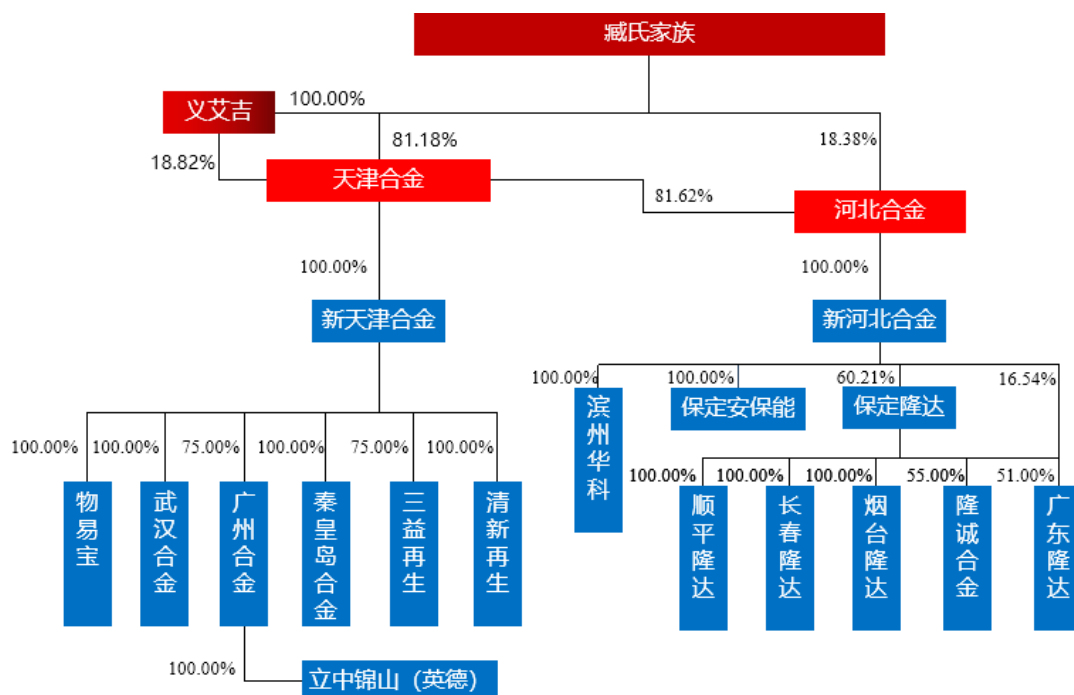 臧氏家族
义艾吉
100.00%
81.18%
18.38%
18.82%
天津合金
81.62%
河北合金
100.00%
100.00%
新天津合金
新河北合金
100.00%
100.00%
60.21%
16.54%
滨州华科
保定安保能
保定隆达
100.00%
100.00%
75.00%
100.00%
75.00%
100.00%
100.00%
100.00%
100.00%
55.00%
51.00%
物易宝
武汉合金
广州合金
秦皇岛合金
三益再生
清新再生
顺平隆达
长春隆达
烟台隆达
隆诚合金
广东隆达
100.00%
立中锦山（英德）